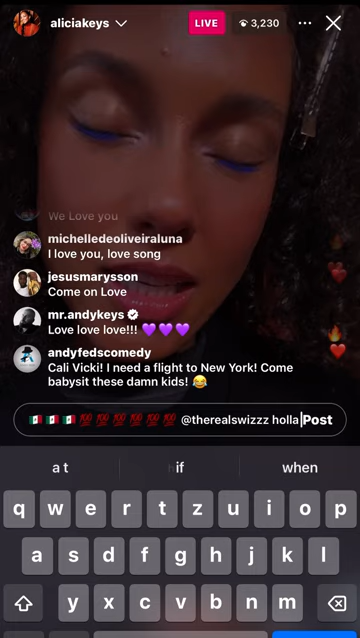 aliciakeys
LIVE
3,230
We Love you
michelledeoliveiraluna
I love you, love song
jesusmarysson
Come on Love
mr.andykeys
Love love love!!! 💜💜💜
andyfedscomedy
Cali Vicki! I need a flight to New York! Come
babysit these damn kids! 😂
🇲🇽🇲🇽🇲🇽💯💯💯💯💯💯 @therealswizzz holla Post
a t if when
q w e r t z u i o p
a s d f g h j k l
y x c v b n m